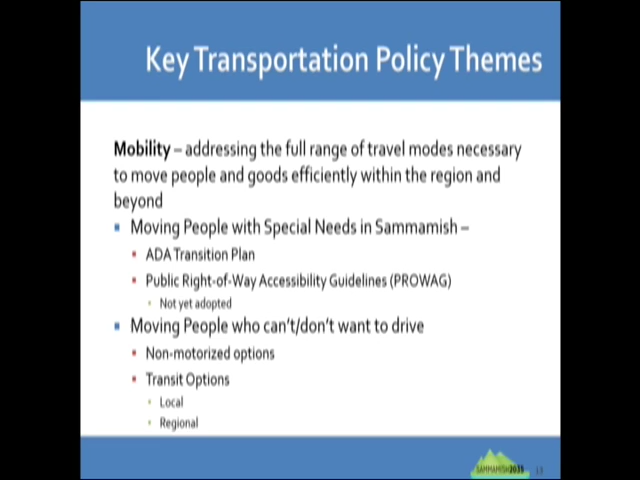 Key Transportation Policy Themes
Mobility – addressing the full range of travel modes necessary
to move people and goods efficiently within the region and
beyond
Moving People with Special Needs in Sammamish –
ADA Transition Plan
Public Right-of-Way Accessibility Guidelines (PROWAG)
Not yet adopted
Moving People who can't/don't want to drive
Non-motorized options
Transit Options
Local
Regional
SAMMAMISH2035